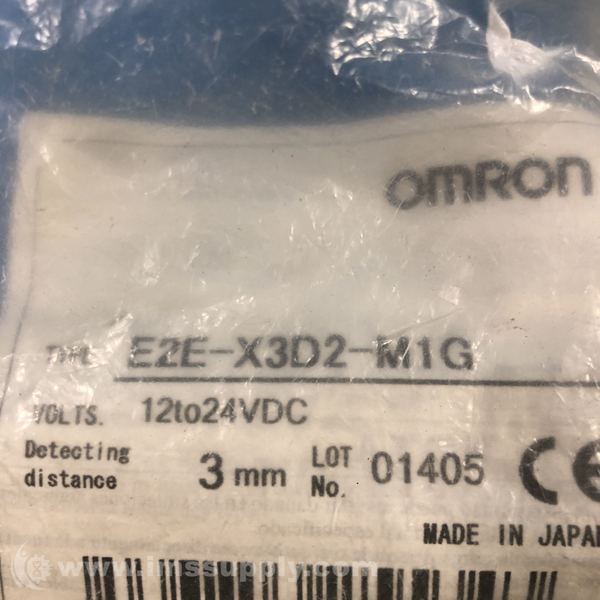 OMRON
TYPE E2E-X3D2-M1G
VOLTS. 12to24VDC
Detecting distance 3 mm LOT No. 01405 CE
MADE IN JAPAN
www.imssupply.com